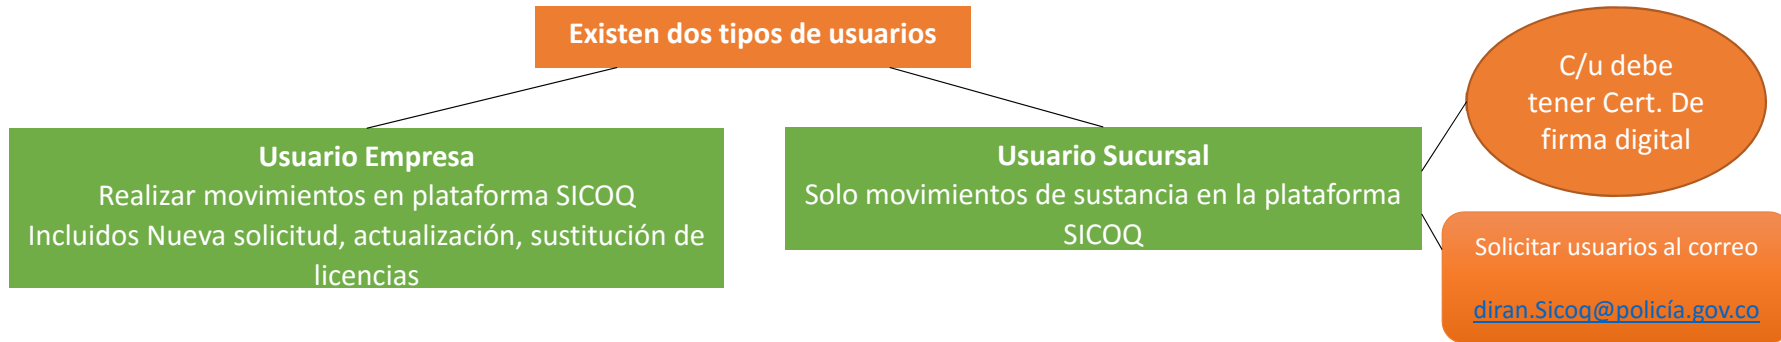 Existen dos tipos de usuarios
Usuario Empresa
Realizar movimientos en plataforma SICOQ
Incluidos Nueva solicitud, actualización, sustitución de
licencias
Usuario Sucursal
Solo movimientos de sustancia en la plataforma
SICOQ
C/u debe
tener Cert. De
firma digital
Solicitar usuarios al correo
diran.Sicoq@policía.gov.co